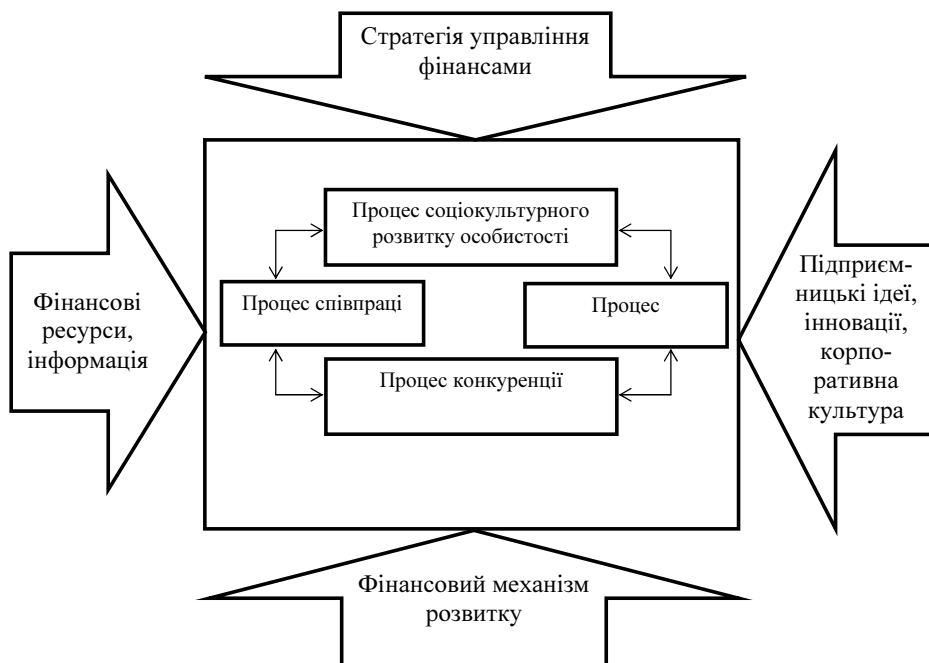 Стратегія управління
фінансами
Процес соціокультурного
розвитку особистості
Фінансові
ресурси,
інформація
Процес співпраці
Процес
Підприєм-
ницькі ідеї,
інновації,
корпо-
ративна
культура
Процес конкуренції
Фінансовий механізм
розвитку